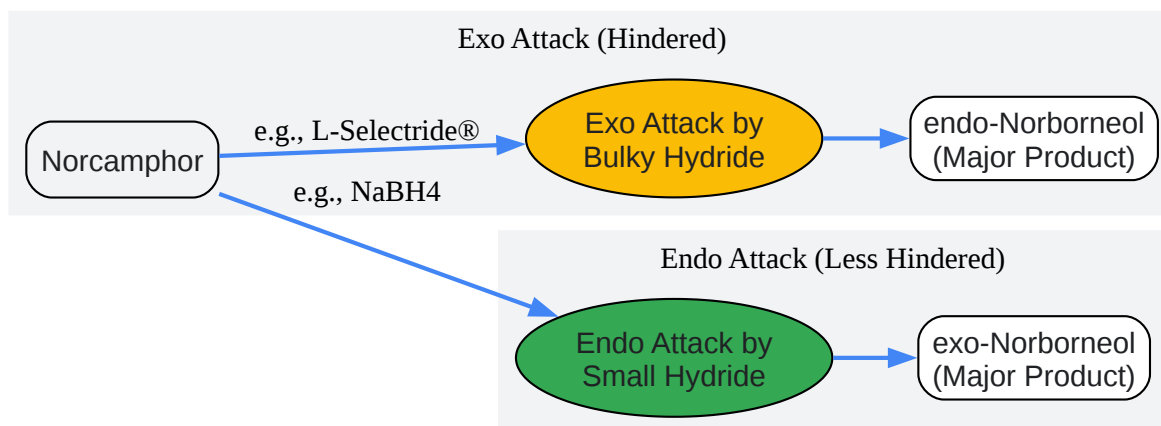 Exo Attack (Hindered)
Norcamphor
e.g., L-Selectride®
e.g., NaBH4
Exo Attack by
Bulky Hydride
endo-Norborneol
(Major Product)
Endo Attack (Less Hindered)
Endo Attack by
Small Hydride
exo-Norborneol
(Major Product)